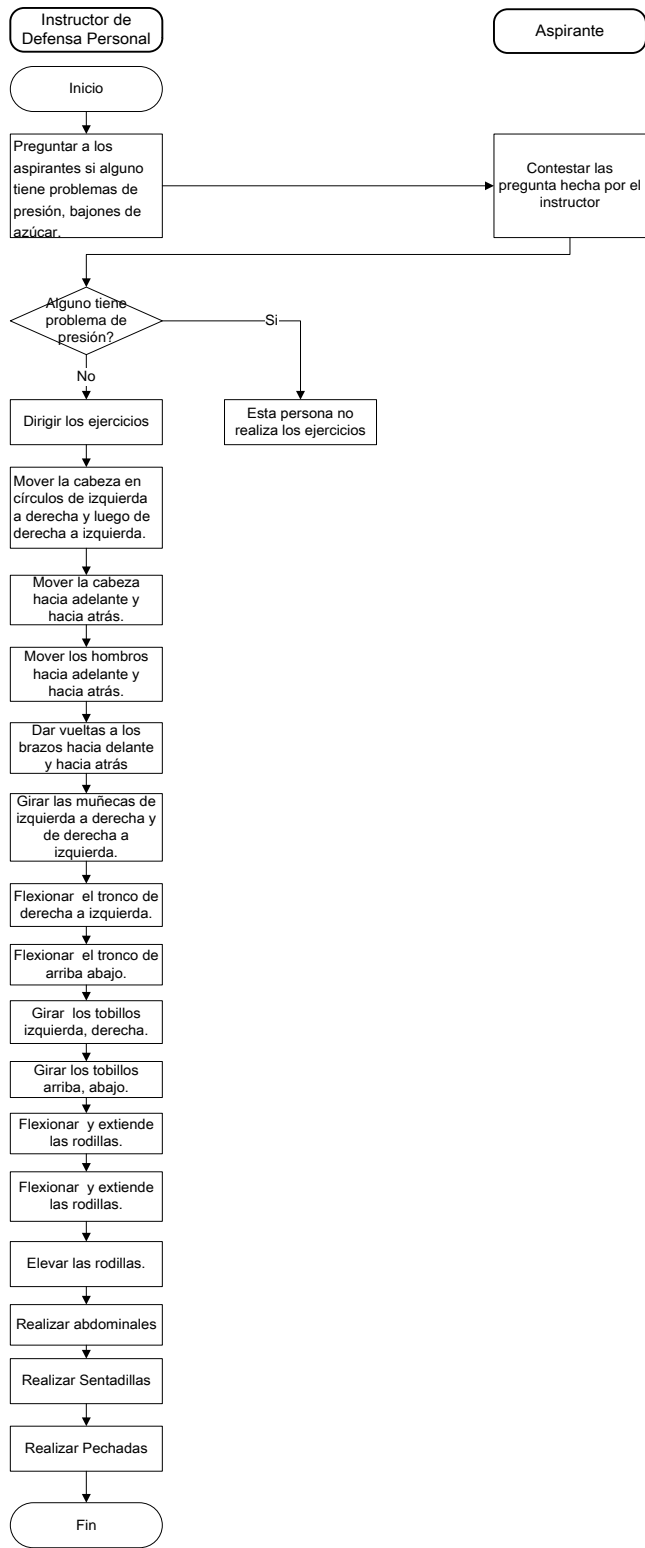 Instructor de
Defensa Personal
Aspirante
Inicio
Preguntar a los
aspirantes si alguno
tiene problemas de
presión, bajones de
azúcar.
Contestar las
pregunta hecha por el
instructor
Alguno tiene
problema de
presión?
Si
No
Dirigir los ejercicios
Esta persona no
realiza los ejercicios
Mover la cabeza en
círculos de izquierda
a derecha y luego de
derecha a izquierda.
Mover la cabeza
hacia adelante y
hacia atrás.
Mover los hombros
hacia adelante y
hacia atrás.
Dar vueltas a los
brazos hacia delante
y hacia atrás
Girar las muñecas de
izquierda a derecha y
de derecha a
izquierda.
Flexionar el tronco de
derecha a izquierda.
Flexionar el tronco de
arriba abajo.
Girar los tobillos
izquierda, derecha.
Girar los tobillos
arriba, abajo.
Flexionar y extiende
las rodillas.
Flexionar y extiende
las rodillas.
Elevar las rodillas.
Realizar abdominales
Realizar Sentadillas
Realizar Pechadas
Fin